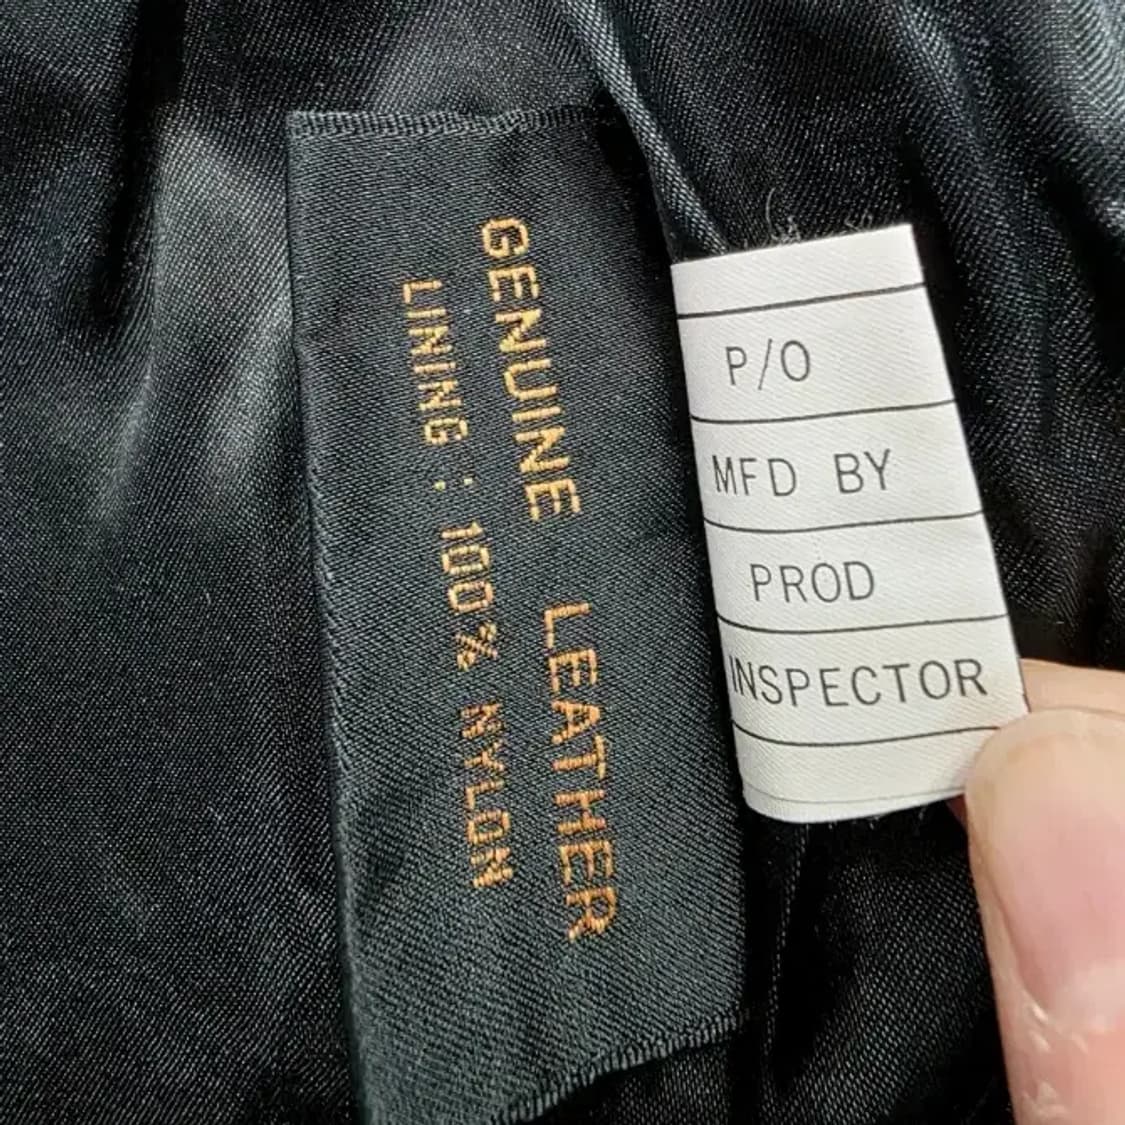 GENUINE LEATHER
LINING : 100% NYLON
P/O
MFD BY
PROD
INSPECTOR